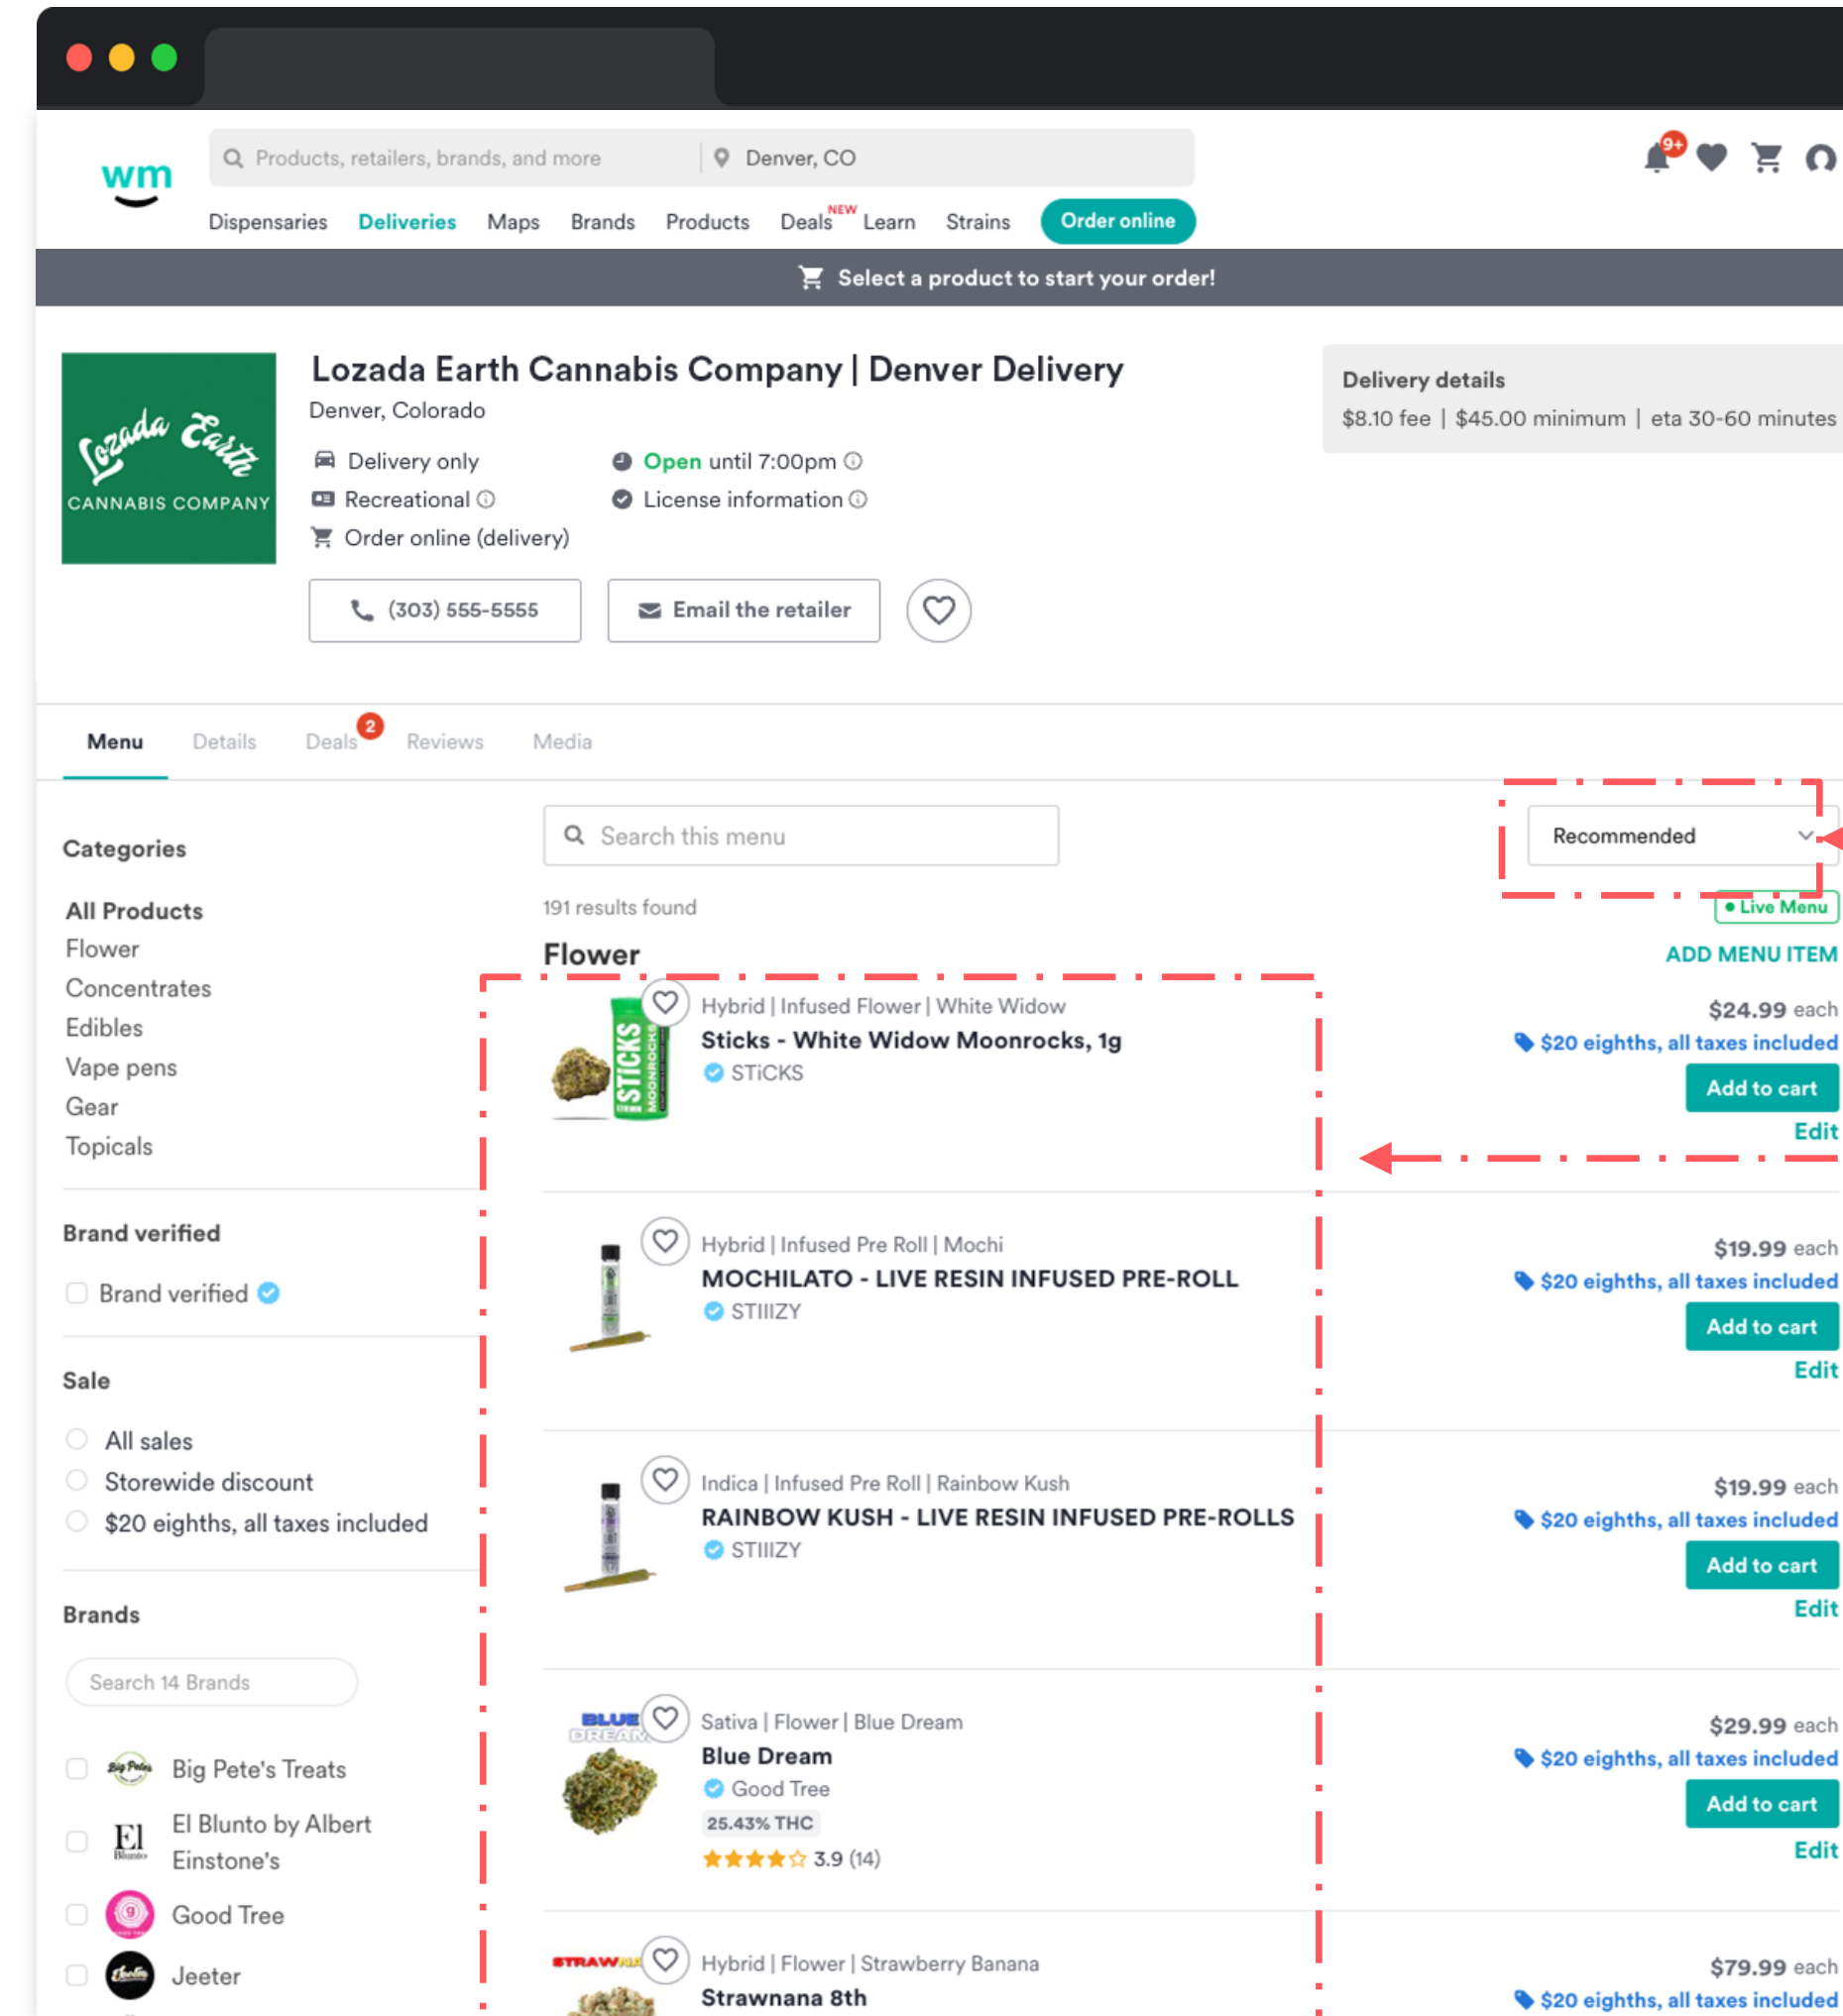 wm
Products, retailers, brands, and more
Denver, CO
9+
Dispensaries Deliveries Maps Brands Products Deals NEW Learn Strains Order online
Select a product to start your order!
Lozada Earth
CANNABIS COMPANY
Lozada Earth Cannabis Company | Denver Delivery
Denver, Colorado
Delivery only
Open until 7:00pm
Recreational
License information
Order online (delivery)
(303) 555-5555
Email the retailer
Delivery details
$8.10 fee | $45.00 minimum | eta 30-60 minutes
Menu Details Deals 2 Reviews Media
Categories
All Products
Flower
Concentrates
Edibles
Vape pens
Gear
Topicals
Brand verified
Brand verified
Sale
All sales
Storewide discount
$20 eighths, all taxes included
Brands
Search 14 Brands
Big Pete's
Big Pete's Treats
El
Blunto
El Blunto by Albert
Einstone's
g
Good Tree
Jeeter
Jeeter
Search this menu
Recommended
191 results found
Live Menu
Flower
ADD MENU ITEM
STICKS
MOONROCKS
Hybrid | Infused Flower | White Widow
Sticks - White Widow Moonrocks, 1g
STiCKS
$24.99 each
$20 eighths, all taxes included
Add to cart
Edit
Hybrid | Infused Pre Roll | Mochi
MOCHILATO - LIVE RESIN INFUSED PRE-ROLL
STIIIZY
$19.99 each
$20 eighths, all taxes included
Add to cart
Edit
Indica | Infused Pre Roll | Rainbow Kush
RAINBOW KUSH - LIVE RESIN INFUSED PRE-ROLLS
STIIIZY
$19.99 each
$20 eighths, all taxes included
Add to cart
Edit
BLUE
DREAM
Sativa | Flower | Blue Dream
Blue Dream
Good Tree
25.43% THC
3.9 (14)
$29.99 each
$20 eighths, all taxes included
Add to cart
Edit
Hybrid | Flower | Strawberry Banana
Strawnana 8th
$79.99 each
$20 eighths, all taxes included